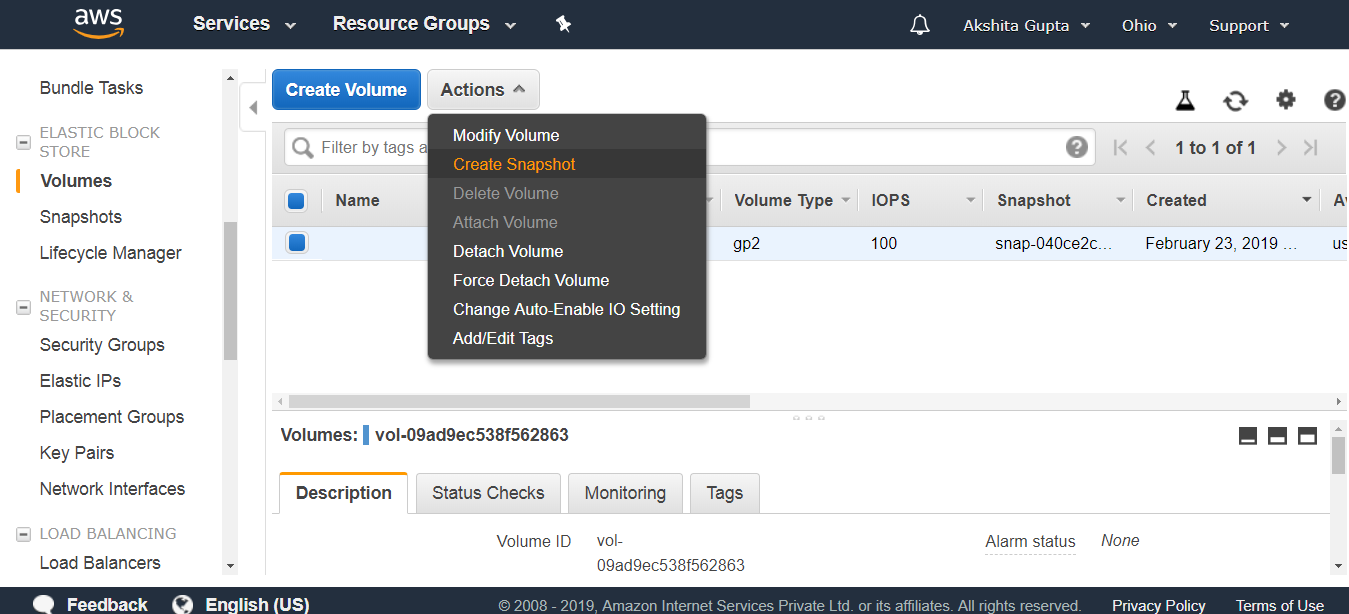 aws Services Resource Groups Akshita Gupta Ohio Support
Bundle Tasks
ELASTIC BLOCK
STORE
Volumes
Snapshots
Lifecycle Manager
NETWORK &
SECURITY
Security Groups
Elastic IPs
Placement Groups
Key Pairs
Network Interfaces
LOAD BALANCING
Load Balancers
Create Volume Actions
Filter by tags a
1 to 1 of 1
Modify Volume
Create Snapshot
Delete Volume
Attach Volume
Detach Volume
Force Detach Volume
Change Auto-Enable IO Setting
Add/Edit Tags
Name Volume Type IOPS Snapshot Created Av
gp2 100 snap-040ce2c... February 23, 2019 ... us
Volumes: vol-09ad9ec538f562863
Description Status Checks Monitoring Tags
Volume ID vol-
09ad9ec538f562863
Alarm status None
Feedback English (US) © 2008 - 2019, Amazon Internet Services Private Ltd. or its affiliates. All rights reserved. Privacy Policy Terms of Use